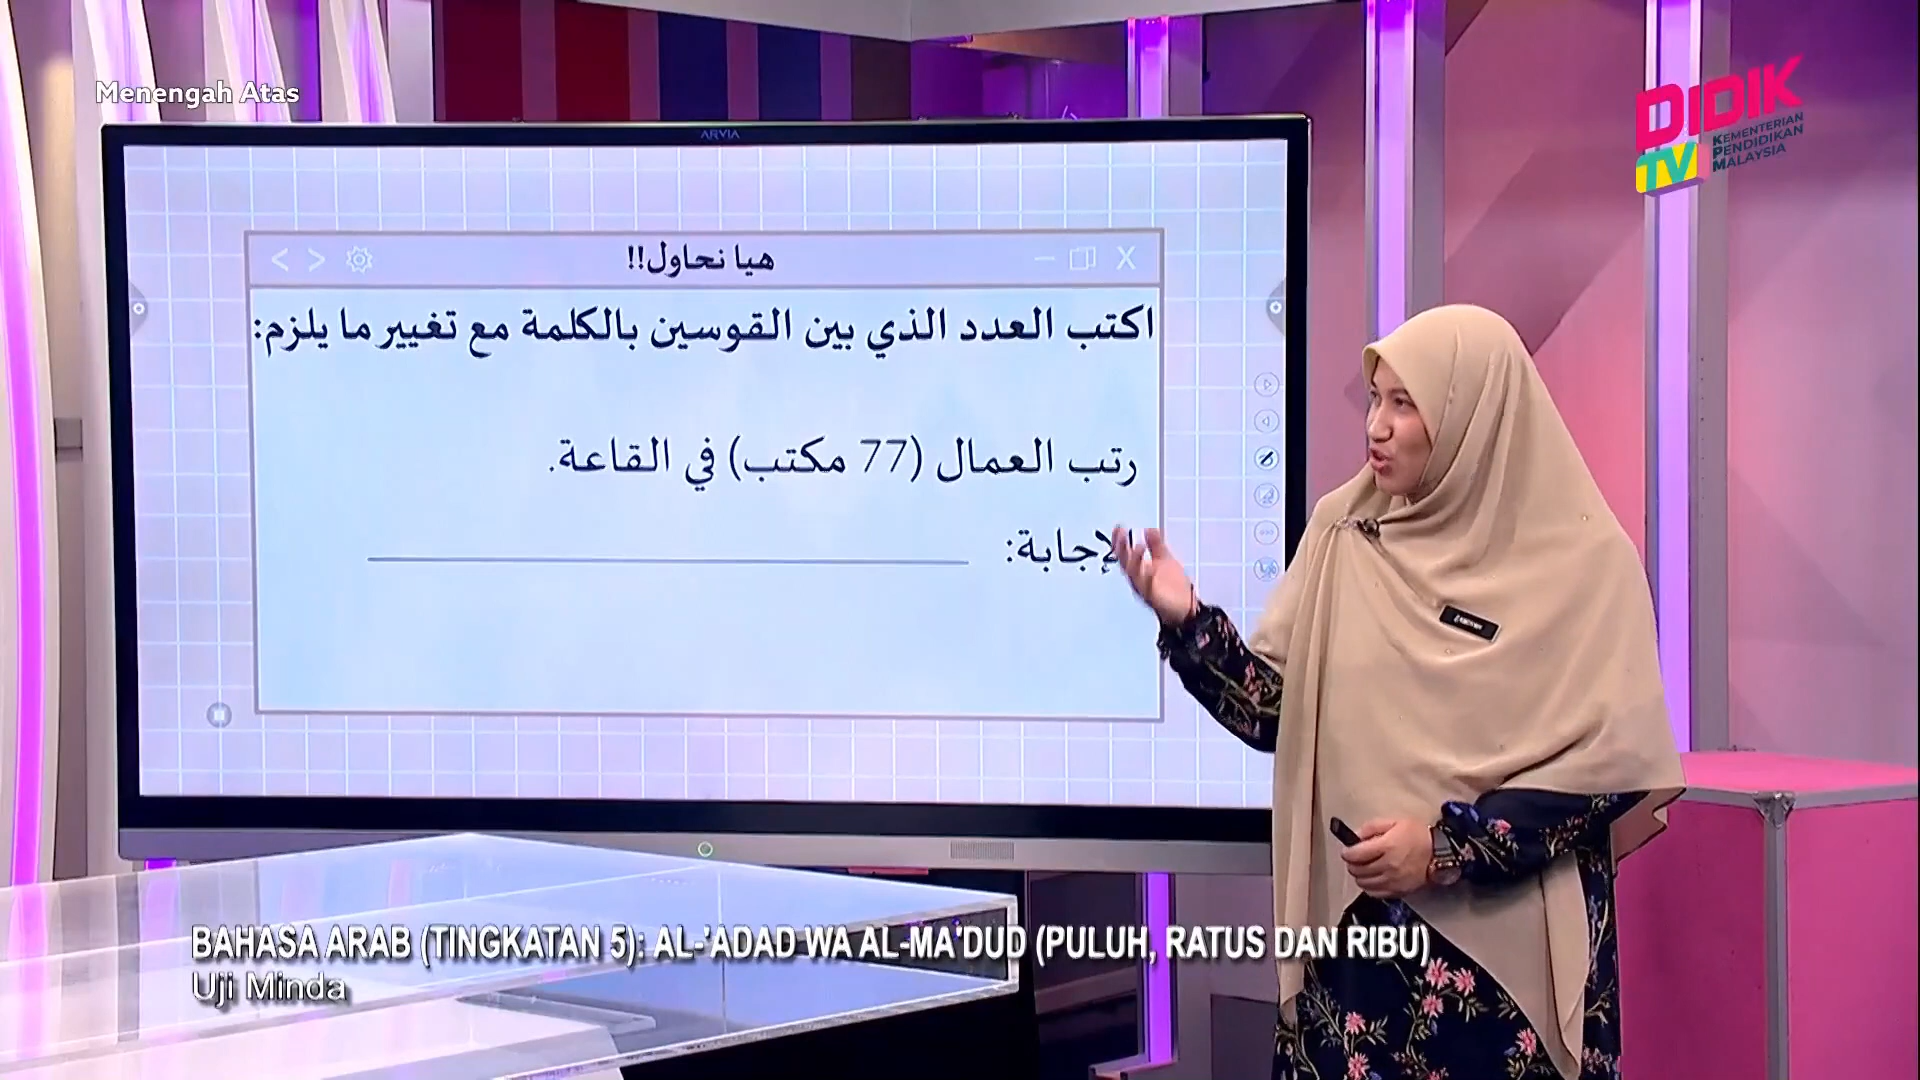 Menengah Atas
DIDIK
TV
KEMENTERIAN
PENDIDIKAN
MALAYSIA
ARVIA
هيا نحاول!!
اكتب العدد الذي بين القوسين بالكلمة مع تغيير ما يلزم:
رتب العمال (77 مكتب) في القاعة.
الإجابة:
BAHASA ARAB (TINGKATAN 5): AL-'ADAD WA AL-MA'DUD (PULUH, RATUS DAN RIBU)
Uji Minda